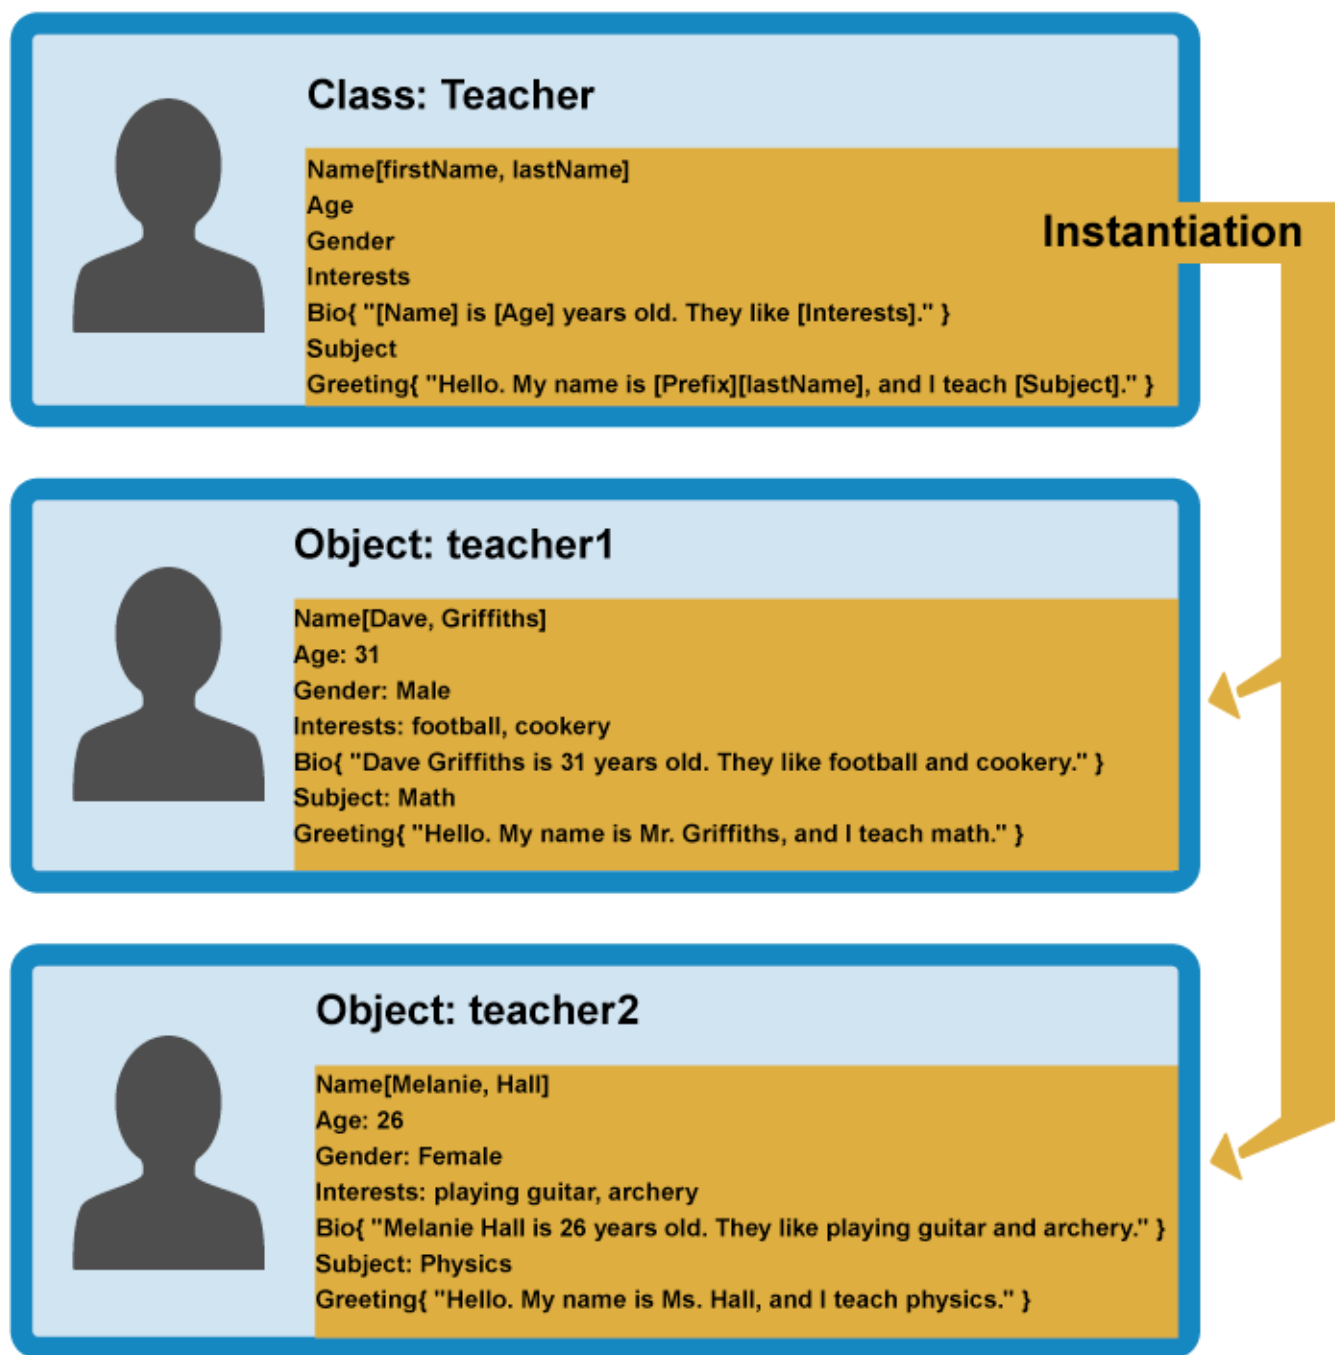 Class: Teacher
Name[firstName, lastName]
Age
Gender
Interests
Bio{ "[Name] is [Age] years old. They like [Interests]." }
Subject
Greeting{ "Hello. My name is [Prefix][lastName], and I teach [Subject]." }
Instantiation
Object: teacher1
Name[Dave, Griffiths]
Age: 31
Gender: Male
Interests: football, cookery
Bio{ "Dave Griffiths is 31 years old. They like football and cookery." }
Subject: Math
Greeting{ "Hello. My name is Mr. Griffiths, and I teach math." }
Object: teacher2
Name[Melanie, Hall]
Age: 26
Gender: Female
Interests: playing guitar, archery
Bio{ "Melanie Hall is 26 years old. They like playing guitar and archery." }
Subject: Physics
Greeting{ "Hello. My name is Ms. Hall, and I teach physics." }